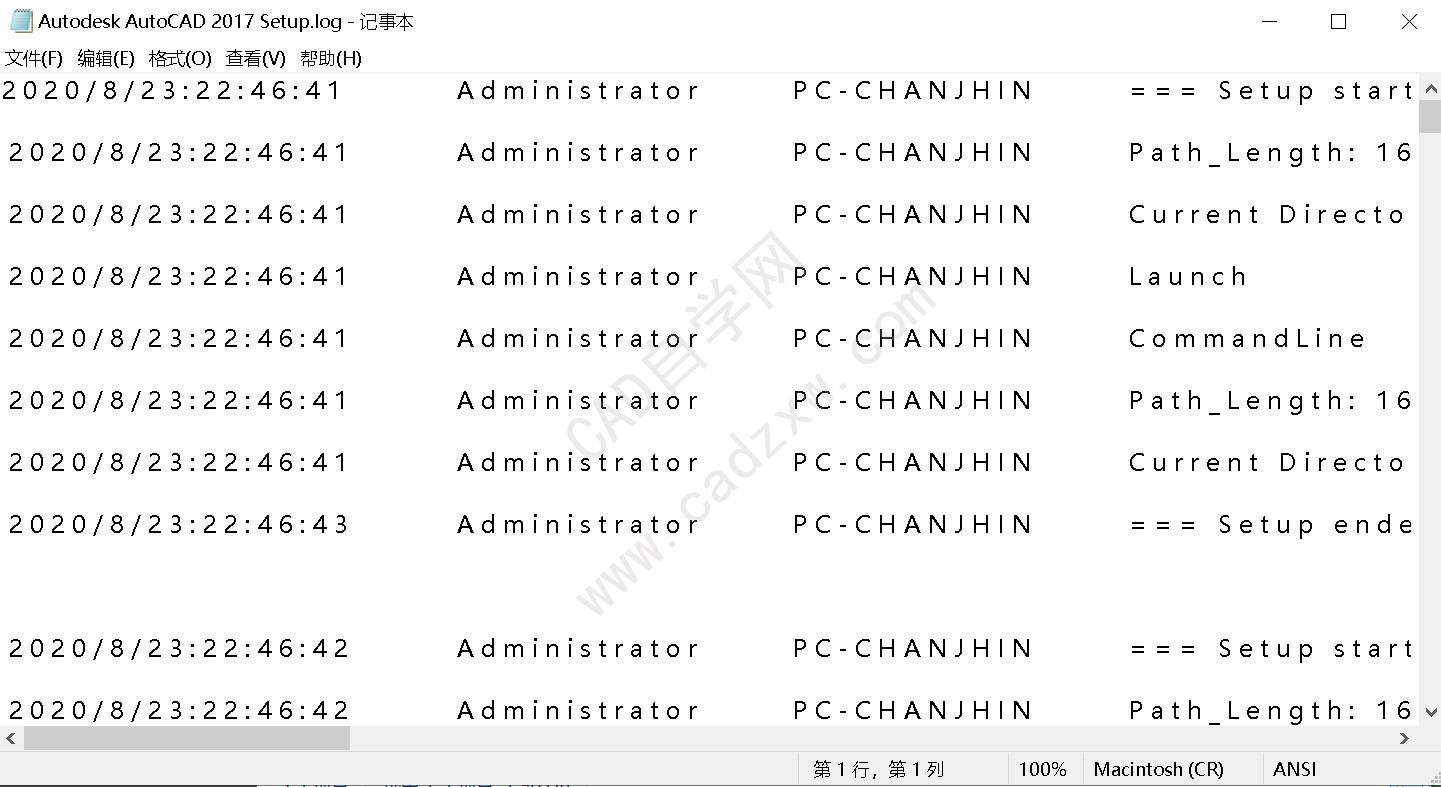 Autodesk AutoCAD 2017 Setup.log - 记事本
文件(F) 编辑(E) 格式(O) 查看(V) 帮助(H)
2020/8/23:22:46:41 Administrator PC-CHANJHIN === Setup start
2020/8/23:22:46:41 Administrator PC-CHANJHIN Path_Length: 16
2020/8/23:22:46:41 Administrator PC-CHANJHIN Current Directo
2020/8/23:22:46:41 Administrator PC-CHANJHIN Launch
2020/8/23:22:46:41 Administrator PC-CHANJHIN CommandLine
2020/8/23:22:46:41 Administrator PC-CHANJHIN Path_Length: 16
2020/8/23:22:46:41 Administrator PC-CHANJHIN Current Directo
2020/8/23:22:46:43 Administrator PC-CHANJHIN === Setup ende
2020/8/23:22:46:42 Administrator PC-CHANJHIN === Setup start
2020/8/23:22:46:42 Administrator PC-CHANJHIN Path_Length: 16
CAD自学网
www.cadzxw.com
第 1 行，第 1 列 100% Macintosh (CR) ANSI